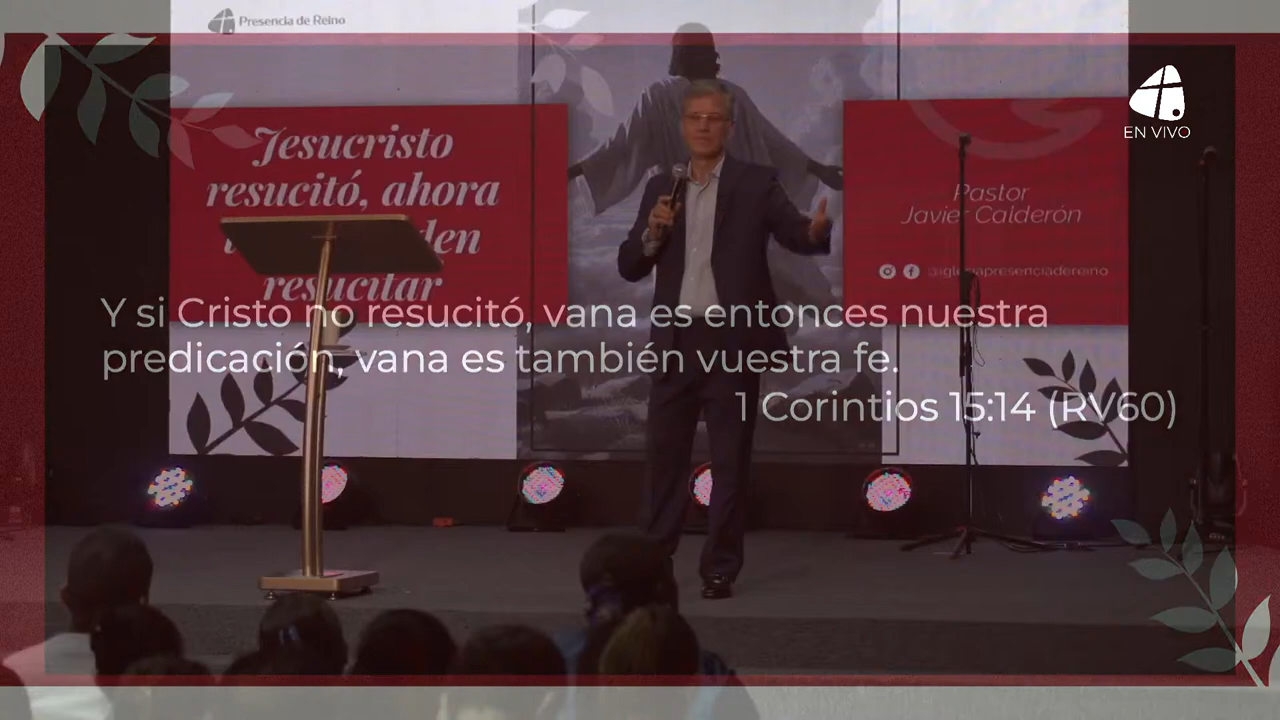 Presencia de Reino
EN VIVO
Jesucristo
resucitó, ahora
resucitar
Pastor
Javier Calderón
@iglesiapresenciadereino
Y si Cristo no resucitó, vana es entonces nuestra
predicación, vana es también vuestra fe.
1 Corintios 15:14 (RV60)